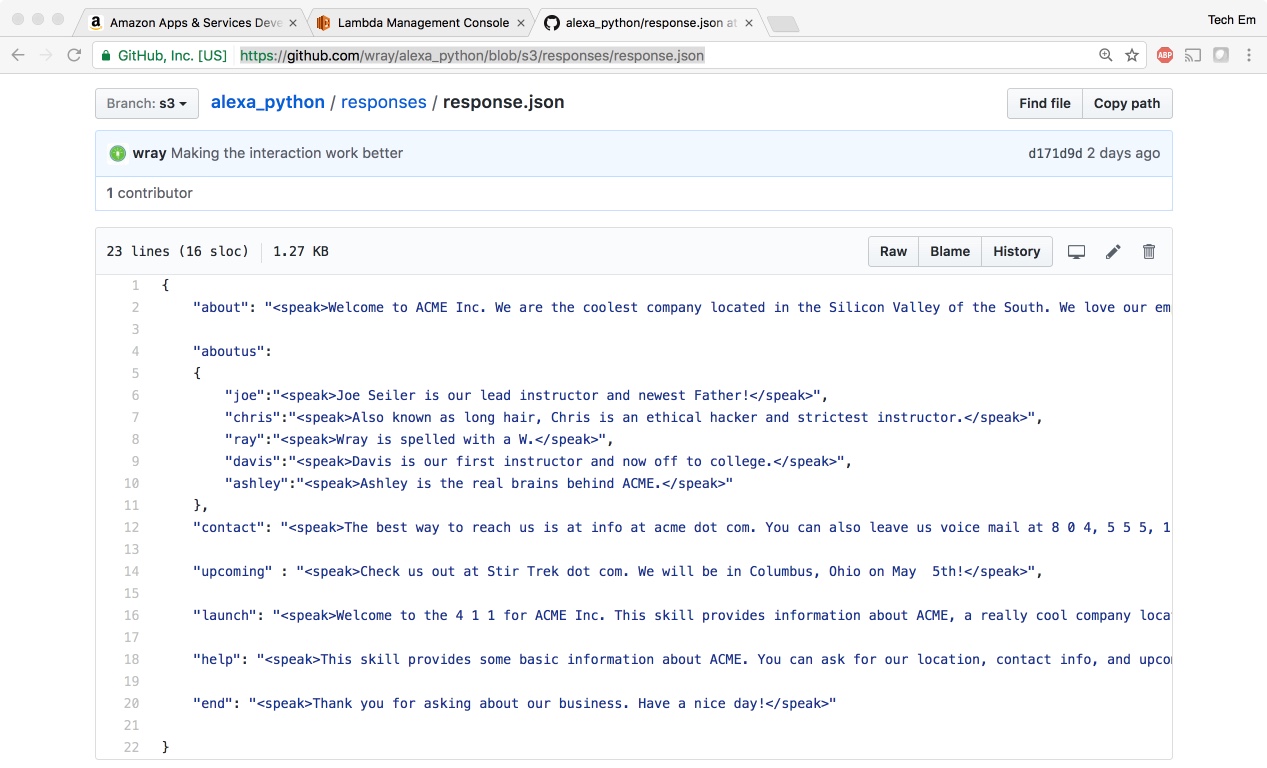 Amazon Apps & Services Deve
Lambda Management Console
alexa_python/response.json at
Tech Em
GitHub, Inc. [US] https://github.com/wray/alexa_python/blob/s3/responses/response.json
ABP
Branch: s3
alexa_python / responses / response.json
Find file
Copy path
wray Making the interaction work better
d171d9d 2 days ago
1 contributor
23 lines (16 sloc) 1.27 KB
Raw
Blame
History
1 {
2 "about": "<speak>Welcome to ACME Inc. We are the coolest company located in the Silicon Valley of the South. We love our em
3
4 "aboutus":
5 {
6 "joe":"<speak>Joe Seiler is our lead instructor and newest Father!</speak>",
7 "chris":"<speak>Also known as long hair, Chris is an ethical hacker and strictest instructor.</speak>",
8 "ray":"<speak>Wray is spelled with a W.</speak>",
9 "davis":"<speak>Davis is our first instructor and now off to college.</speak>",
10 "ashley":"<speak>Ashley is the real brains behind ACME.</speak>"
11 },
12 "contact": "<speak>The best way to reach us is at info at acme dot com. You can also leave us voice mail at 8 0 4, 5 5 5, 1
13
14 "upcoming" : "<speak>Check us out at Stir Trek dot com. We will be in Columbus, Ohio on May  5th!</speak>",
15
16 "launch": "<speak>Welcome to the 4 1 1 for ACME Inc. This skill provides information about ACME, a really cool company loca
17
18 "help": "<speak>This skill provides some basic information about ACME. You can ask for our location, contact info, and upco
19
20 "end": "<speak>Thank you for asking about our business. Have a nice day!</speak>"
21
22 }